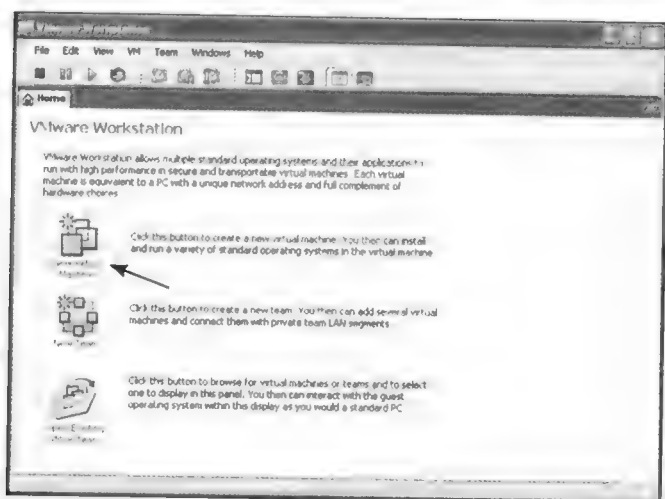 File Edit View VM Team Windows Help
Home
VMware Workstation
VMware Workstation allows multiple standard operating systems and their applications to
run with high performance in secure and transportable virtual machines. Each virtual
machine is equivalent to a PC with a unique network address and full complement of
hardware choices
Click this button to create a new virtual machine. You then can install
and run a variety of standard operating systems in the virtual machine
Click this button to create a new team. You then can add several virtual
machines and connect them with private team LAN segments
New Team
Click this button to browse for virtual machines or teams and to select
one to display in this panel. You then can interact with the guest
operating system within this display as you would a standard PC